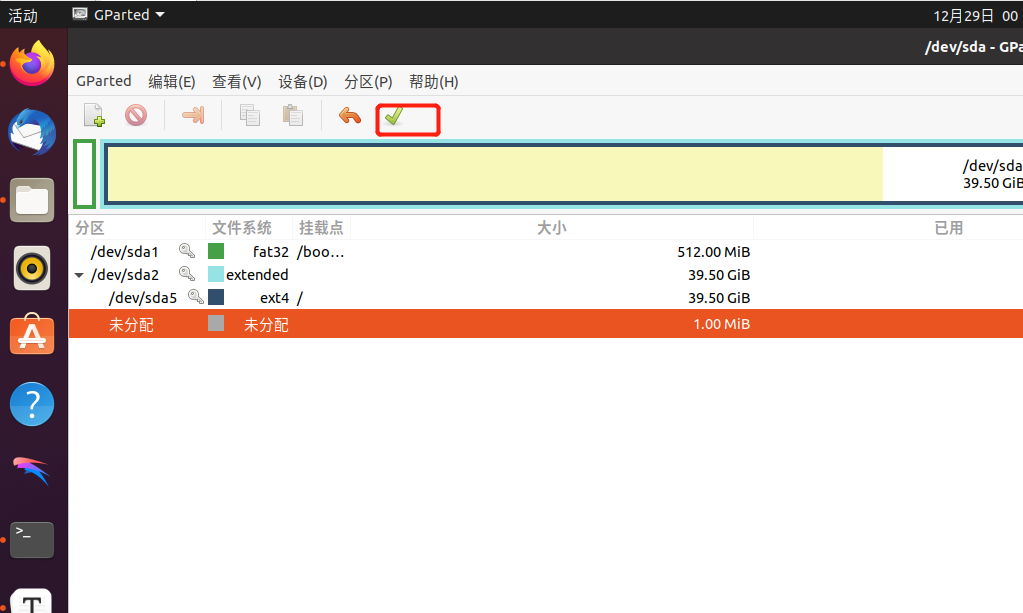 活动 GParted 12月29日 00
/dev/sda - GPa
GParted 编辑(E) 查看(V) 设备(D) 分区(P) 帮助(H)
/dev/sda
39.50 GiB
分区 文件系统 挂载点 大小 已用
/dev/sda1 fat32 /boo... 512.00 MiB
/dev/sda2 extended 39.50 GiB
/dev/sda5 ext4 / 39.50 GiB
未分配 未分配 1.00 MiB
?
>_
T